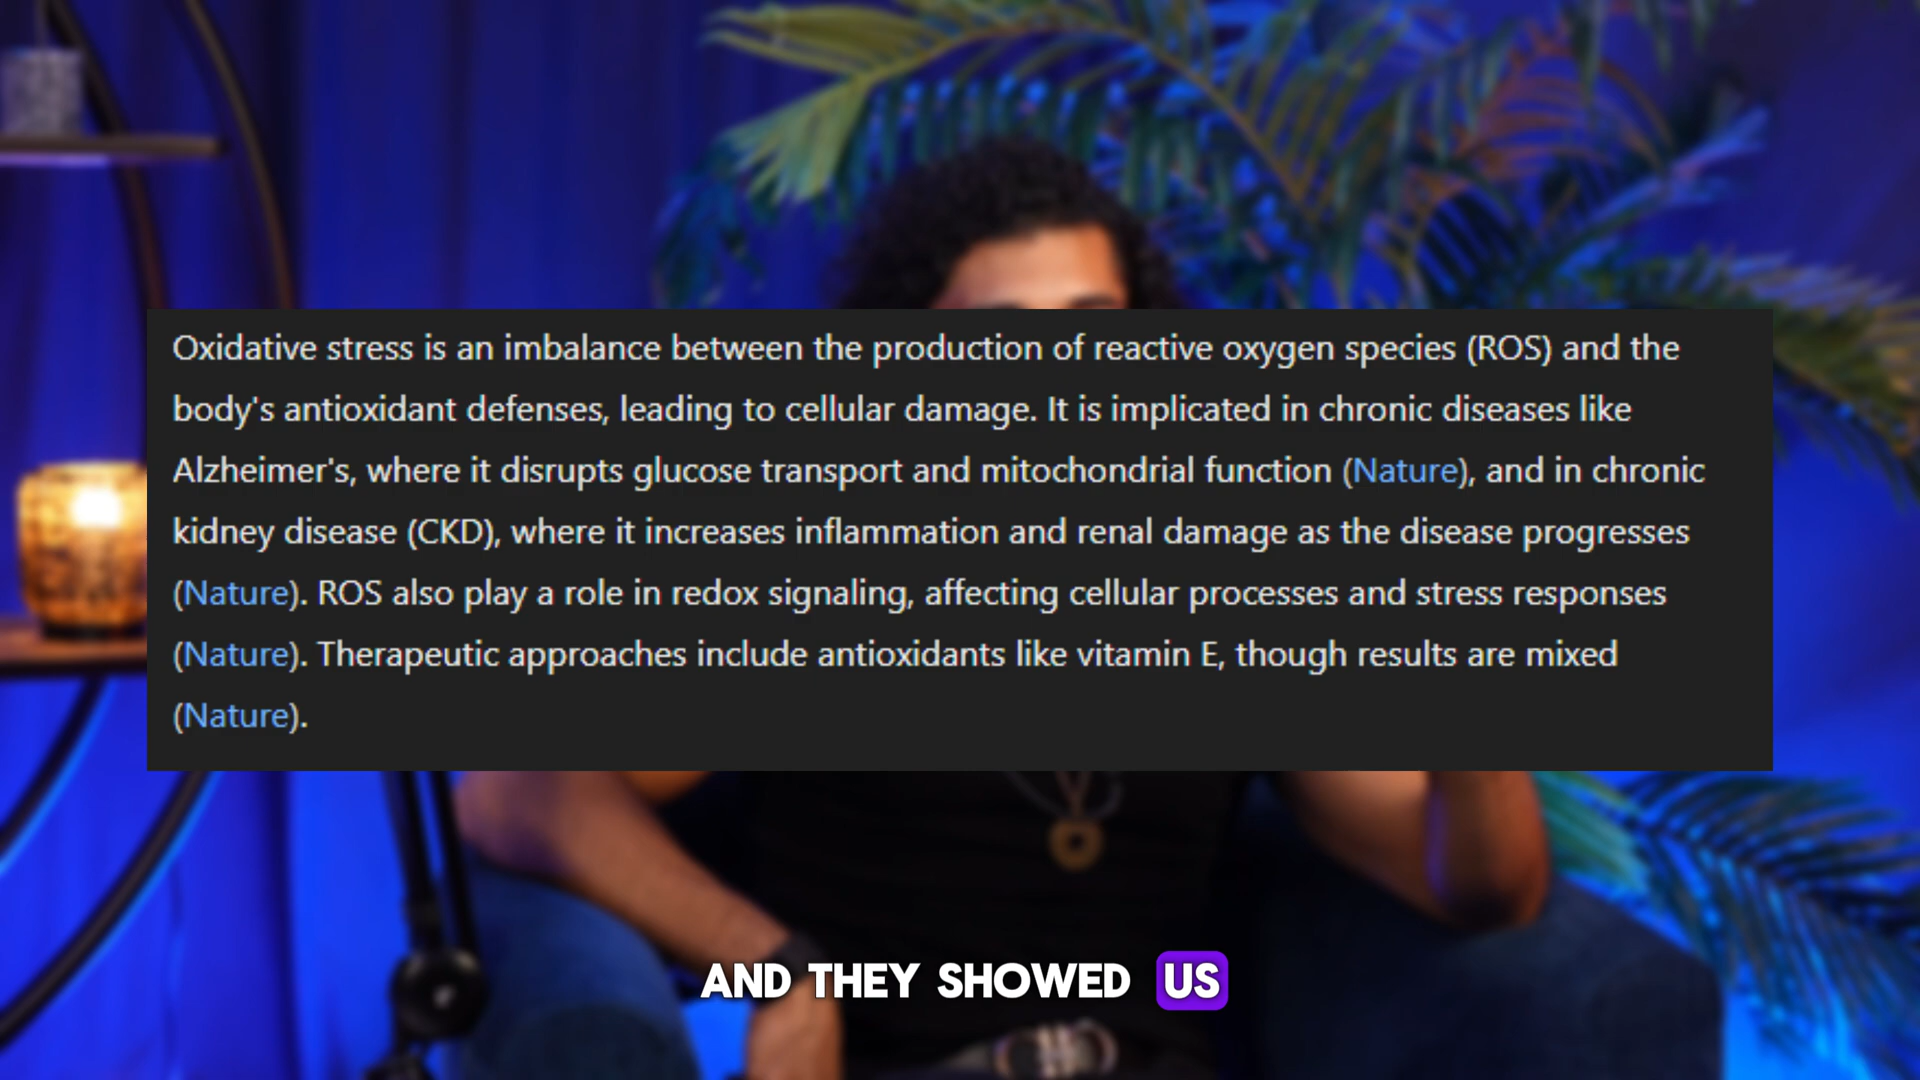 Oxidative stress is an imbalance between the production of reactive oxygen species (ROS) and the
body's antioxidant defenses, leading to cellular damage. It is implicated in chronic diseases like
Alzheimer's, where it disrupts glucose transport and mitochondrial function (Nature), and in chronic
kidney disease (CKD), where it increases inflammation and renal damage as the disease progresses
(Nature). ROS also play a role in redox signaling, affecting cellular processes and stress responses
(Nature). Therapeutic approaches include antioxidants like vitamin E, though results are mixed
(Nature).
AND THEY SHOWED US